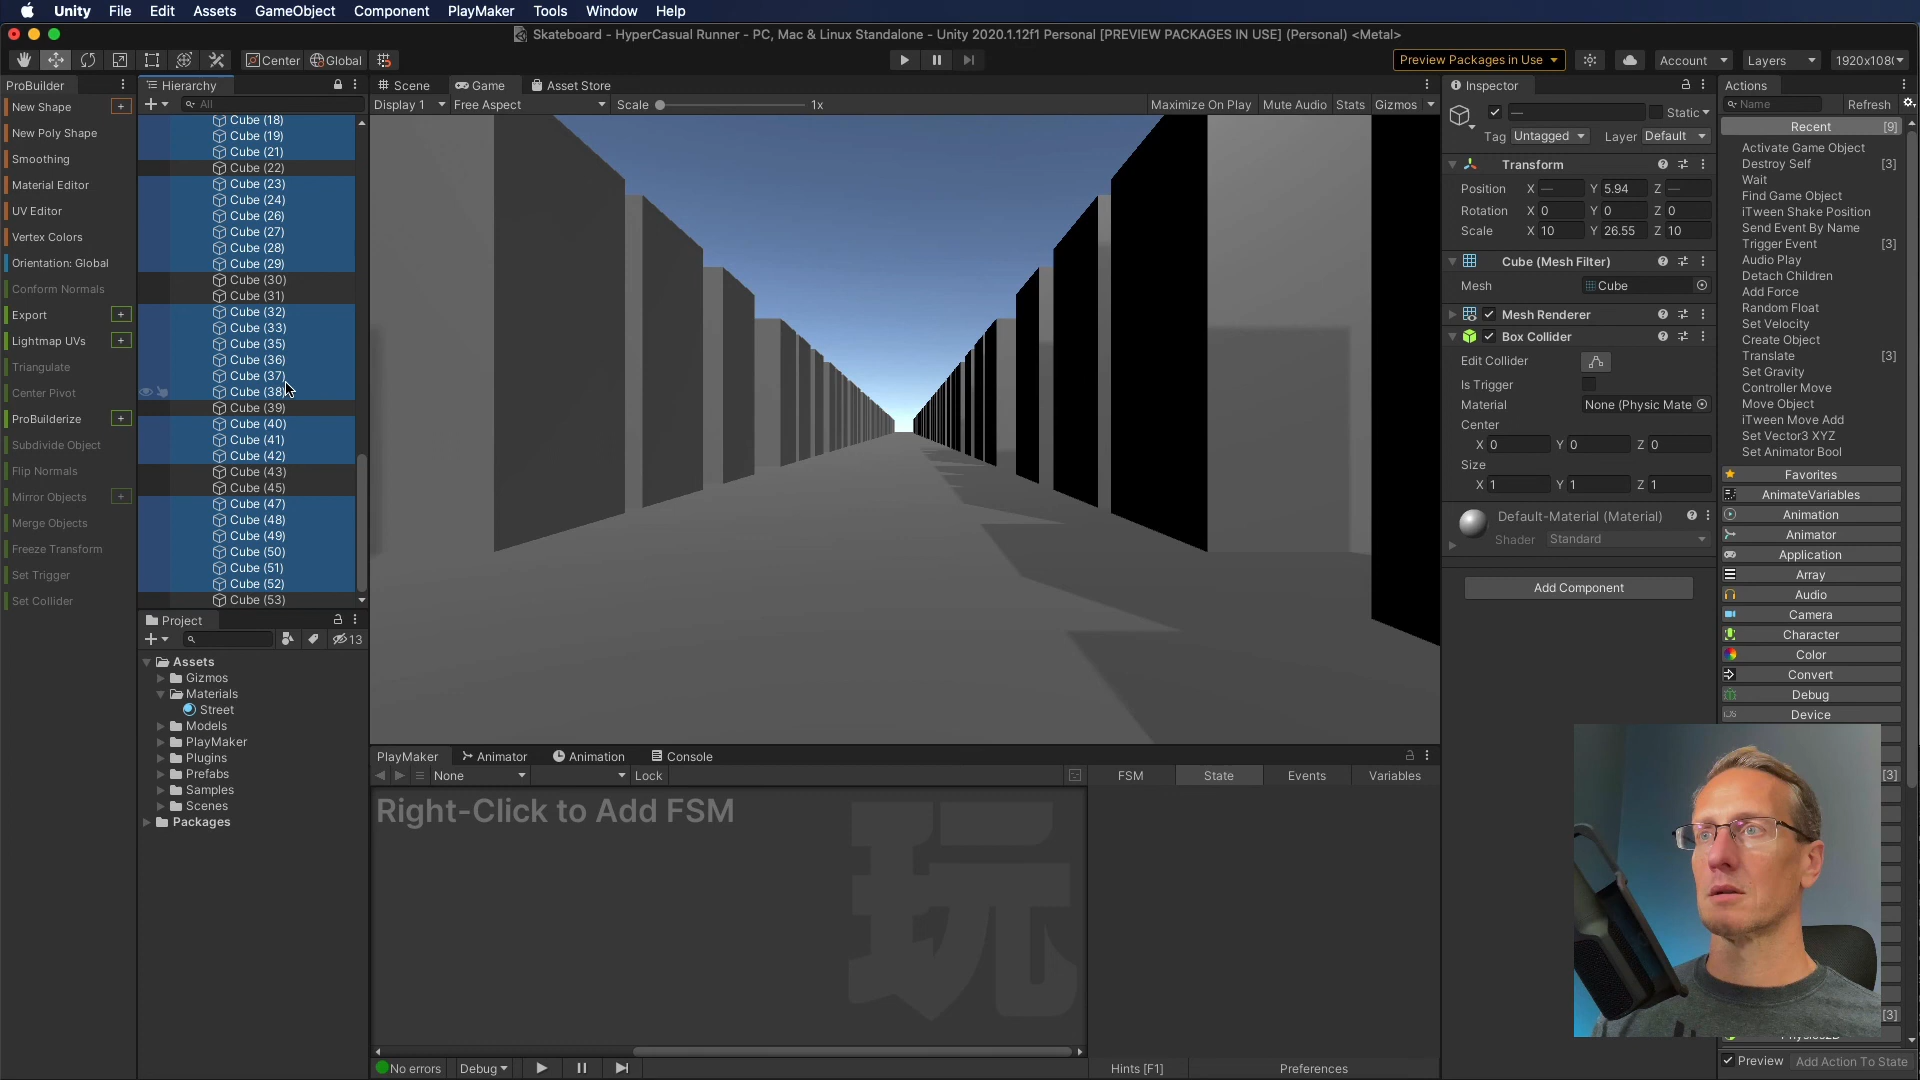 Unity File Edit Assets GameObject Component PlayMaker Tools Window Help
Skateboard - HyperCasual Runner - PC, Mac & Linux Standalone - Unity 2020.1.12f1 Personal [PREVIEW PACKAGES IN USE] (Personal) <Metal>
Center Global Preview Packages in Use Account Layers 1920x1080
ProBuilder
New Shape
New Poly Shape
Smoothing
Material Editor
UV Editor
Vertex Colors
Orientation: Global
Conform Normals
Export
Lightmap UVs
Triangulate
Center Pivot
ProBuilderize
Subdivide Object
Flip Normals
Mirror Objects
Merge Objects
Freeze Transform
Set Trigger
Set Collider
Hierarchy
All
Cube (18)
Cube (19)
Cube (21)
Cube (22)
Cube (23)
Cube (24)
Cube (26)
Cube (27)
Cube (28)
Cube (29)
Cube (30)
Cube (31)
Cube (32)
Cube (33)
Cube (35)
Cube (36)
Cube (37)
Cube (38)
Cube (39)
Cube (40)
Cube (41)
Cube (42)
Cube (43)
Cube (45)
Cube (47)
Cube (48)
Cube (49)
Cube (50)
Cube (51)
Cube (52)
Cube (53)
Project
13
Assets
Gizmos
Materials
Street
Models
PlayMaker
Plugins
Prefabs
Samples
Scenes
Packages
Scene Game Asset Store
Display 1 Free Aspect Scale 1x Maximize On Play Mute Audio Stats Gizmos
PlayMaker Animator Animation Console
None Lock FSM State Events Variables
Right-Click to Add FSM
玩
No errors Debug Hints [F1] Preferences
Inspector
— Static
Tag Untagged Layer Default
Transform
Position X — Y 5.94 Z —
Rotation X 0 Y 0 Z 0
Scale X 10 Y 26.55 Z 10
Cube (Mesh Filter)
Mesh Cube
Mesh Renderer
Box Collider
Edit Collider
Is Trigger
Material None (Physic Mate
Center
X 0 Y 0 Z 0
Size
X 1 Y 1 Z 1
Default-Material (Material)
Shader Standard
Add Component
Actions
Name Refresh
Recent [9]
Activate Game Object
Destroy Self [3]
Wait
Find Game Object
iTween Shake Position
Send Event By Name
Trigger Event [3]
Audio Play
Detach Children
Add Force
Random Float
Set Velocity
Create Object
Translate [3]
Set Gravity
Controller Move
Move Object
iTween Move Add
Set Vector3 XYZ
Set Animator Bool
Favorites
AnimateVariables
Animation
Animator
Application
Array
Audio
Camera
Character
Color
Convert
Debug
iOS Device
[3]
[3]
Preview Add Action To State